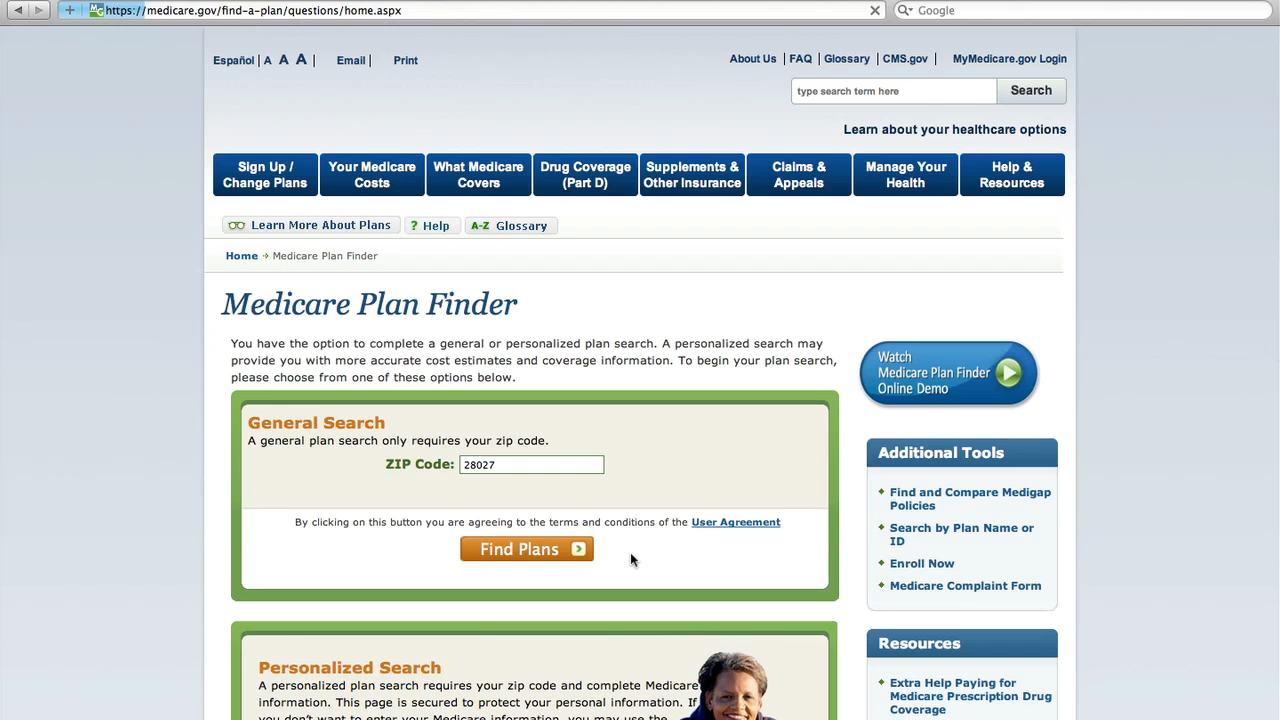 https://medicare.gov/find-a-plan/questions/home.aspx
Google
Español | A A A | Email | Print
About Us | FAQ | Glossary | CMS.gov | MyMedicare.gov Login
type search term here
Search
Learn about your healthcare options
Sign Up /
Change Plans
Your Medicare
Costs
What Medicare
Covers
Drug Coverage
(Part D)
Supplements &
Other Insurance
Claims &
Appeals
Manage Your
Health
Help &
Resources
Learn More About Plans
? Help
A-Z Glossary
Home
Medicare Plan Finder
Medicare Plan Finder
You have the option to complete a general or personalized plan search. A personalized search may
provide you with more accurate cost estimates and coverage information. To begin your plan search,
please choose from one of these options below.
General Search
A general plan search only requires your zip code.
ZIP Code: 28027
By clicking on this button you are agreeing to the terms and conditions of the User Agreement
Find Plans
Personalized Search
A personalized plan search requires your zip code and complete Medicare
information. This page is secured to protect your personal information. If
you don't want to enter your Medicare information, you may use the
Watch
Medicare Plan Finder
Online Demo
Additional Tools
Find and Compare Medigap
Policies
Search by Plan Name or
ID
Enroll Now
Medicare Complaint Form
Resources
Extra Help Paying for
Medicare Prescription Drug
Coverage